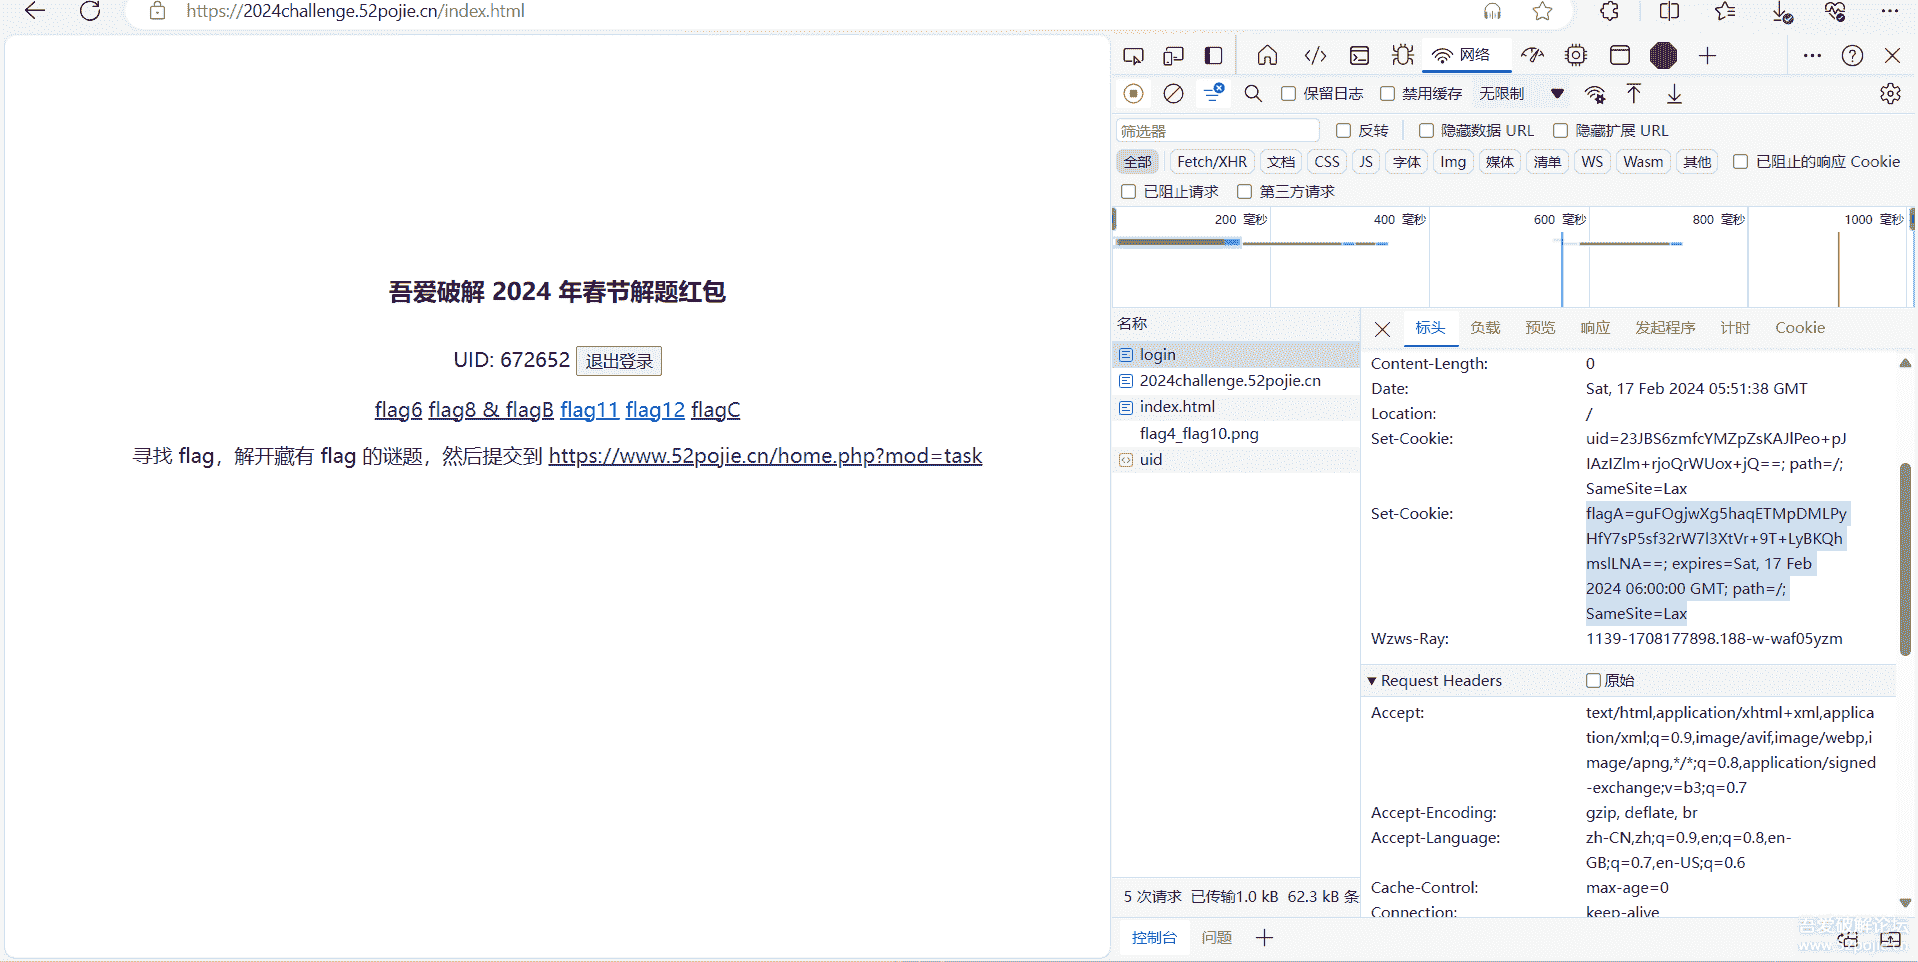 https://2024challenge.52pojie.cn/index.html
吾爱破解 2024 年春节解题红包
UID: 672652 退出登录
flag6 flag8 & flagB flag11 flag12 flagC
寻找 flag，解开藏有 flag 的谜题，然后提交到 https://www.52pojie.cn/home.php?mod=task
网络
保留日志 禁用缓存 无限制
筛选器 反转 隐藏数据 URL 隐藏扩展 URL
全部 Fetch/XHR 文档 CSS JS 字体 Img 媒体 清单 WS Wasm 其他 已阻止的响应 Cookie
已阻止请求 第三方请求
200 毫秒 400 毫秒 600 毫秒 800 毫秒 1000 毫秒
名称
login
2024challenge.52pojie.cn
index.html
flag4_flag10.png
uid
5 次请求 已传输1.0 kB 62.3 kB 条
标头 负载 预览 响应 发起程序 计时 Cookie
Content-Length: 0
Date: Sat, 17 Feb 2024 05:51:38 GMT
Location: /
Set-Cookie: uid=23JBS6zmfcYMZpZsKAJlPeo+pJ
IAzIZlm+rjoQrWUox+jQ==; path=/;
SameSite=Lax
Set-Cookie: flagA=guFOgjwXg5haqETMpDMLPy
HfY7sP5sf32rW7l3XtVr+9T+LyBKQh
mslLNA==; expires=Sat, 17 Feb
2024 06:00:00 GMT; path=/;
SameSite=Lax
Wzws-Ray: 1139-1708177898.188-w-waf05yzm
Request Headers 原始
Accept: text/html,application/xhtml+xml,applica
tion/xml;q=0.9,image/avif,image/webp,i
mage/apng,*/*;q=0.8,application/signed
-exchange;v=b3;q=0.7
Accept-Encoding: gzip, deflate, br
Accept-Language: zh-CN,zh;q=0.9,en;q=0.8,en-
GB;q=0.7,en-US;q=0.6
Cache-Control: max-age=0
Connection: keep-alive
控制台 问题
吾爱破解论坛
www.52pojie.cn